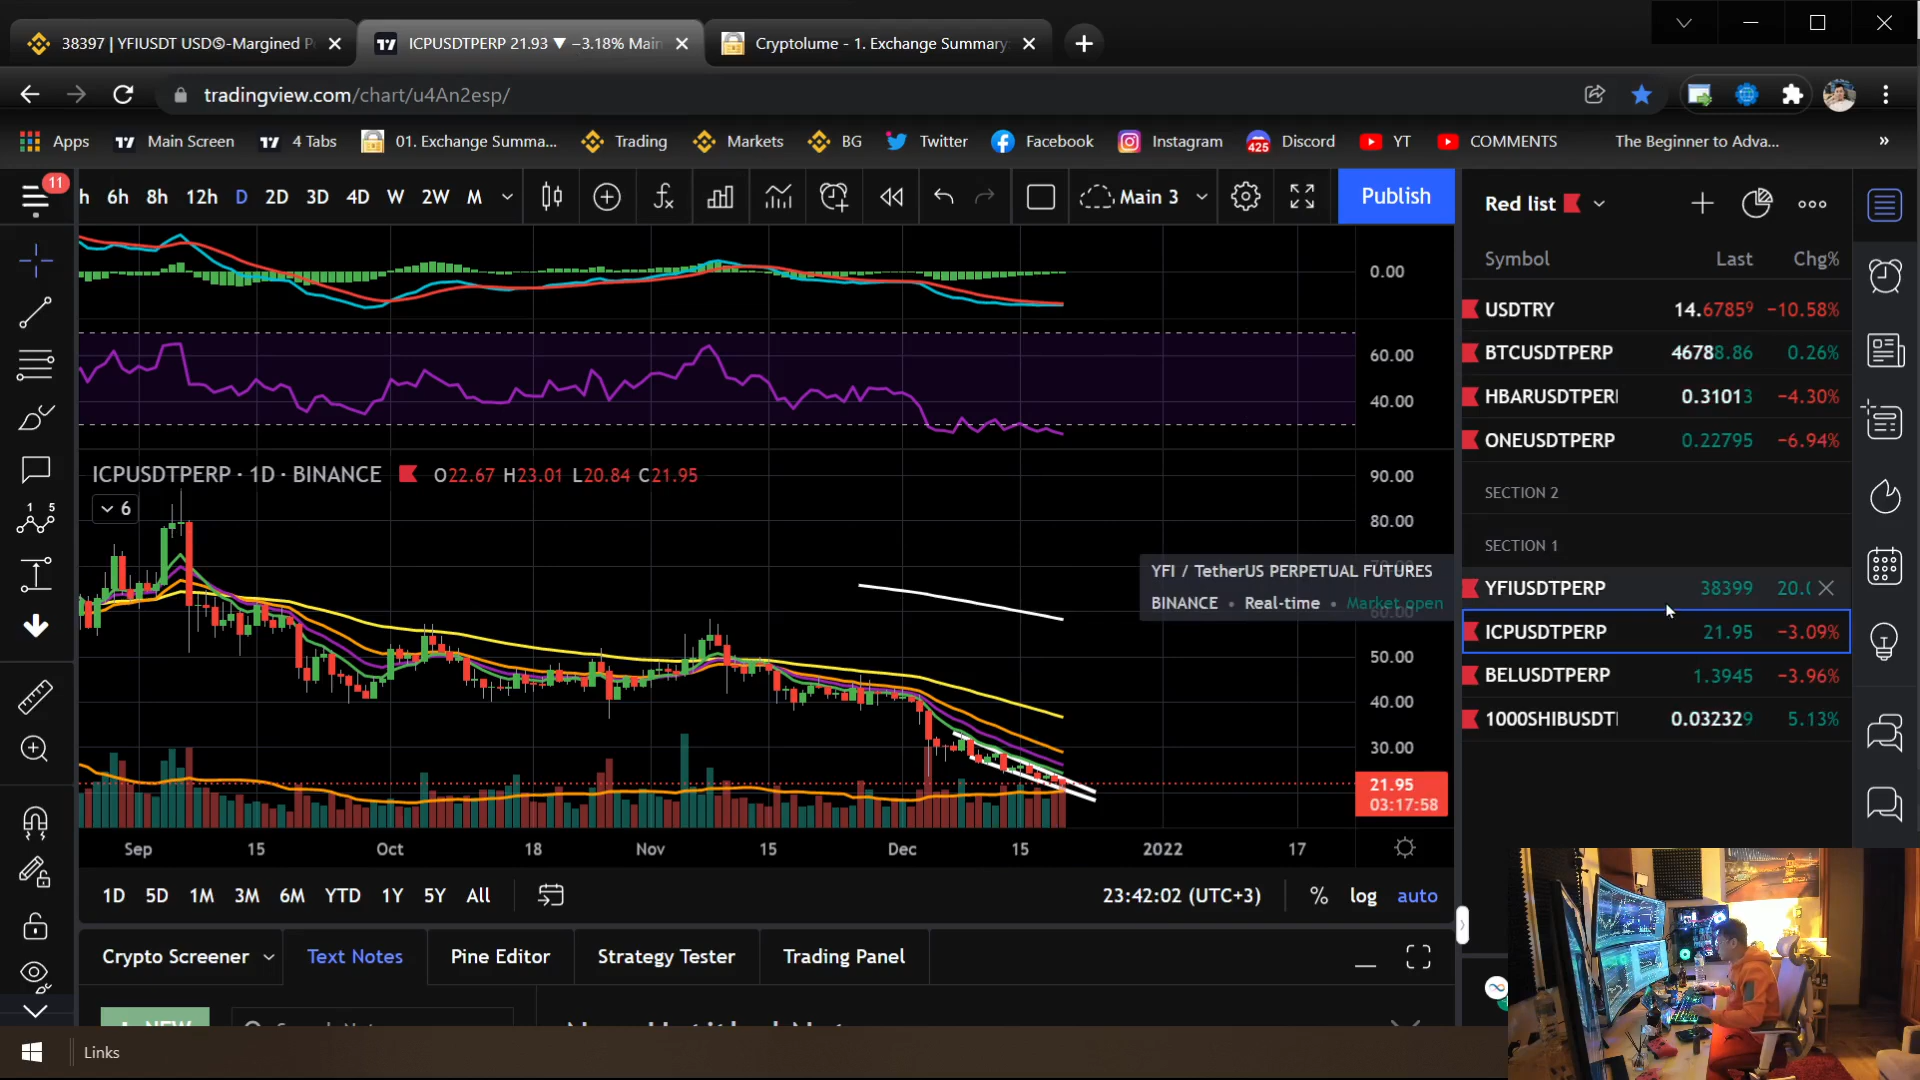 38397 | YFIUSDT USD©-Margined P
ICPUSDTPERP 21.93 ▼ −3.18% Main
Cryptolume - 1. Exchange Summary
tradingview.com/chart/u4An2esp/
Apps
Main Screen
4 Tabs
01. Exchange Summa...
Trading
Markets
BG
Twitter
Facebook
Instagram
425
Discord
YT
COMMENTS
The Beginner to Adva...
»
11
h 6h 8h 12h D 2D 3D 4D W 2W M
Main 3
Publish
Red list
Symbol Last Chg%
USDTRY 14.67859 −10.58%
BTCUSDTPERP 46788.86 0.26%
HBARUSDTPERP 0.31013 −4.30%
ONEUSDTPERP 0.22795 −6.94%
SECTION 2
SECTION 1
YFIUSDTPERP 38399 20.0
ICPUSDTPERP 21.95 −3.09%
BELUSDTPERP 1.3945 −3.96%
1000SHIBUSDT 0.032329 5.13%
0.00
60.00
40.00
ICPUSDTPERP · 1D · BINANCE O22.67 H23.01 L20.84 C21.95
6
90.00
80.00
YFI / TetherUS PERPETUAL FUTURES
BINANCE • Real-time • Market open
60.00
50.00
40.00
30.00
21.95
03:17:58
Sep 15 Oct 18 Nov 15 Dec 15 2022 17
1D 5D 1M 3M 6M YTD 1Y 5Y All
23:42:02 (UTC+3) % log auto
Crypto Screener
Text Notes
Pine Editor
Strategy Tester
Trading Panel
NEW
Links